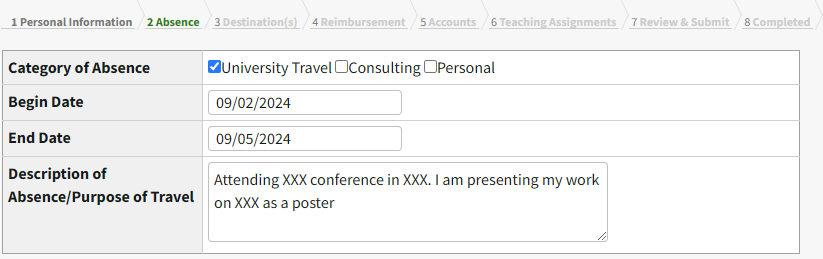 1 Personal Information 2 Absence 3 Destination(s) 4 Reimbursement 5 Accounts 6 Teaching Assignments 7 Review & Submit 8 Completed
Category of Absence University Travel Consulting Personal
Begin Date 09/02/2024
End Date 09/05/2024
Description of Absence/Purpose of Travel
Attending XXX conference in XXX. I am presenting my work
on XXX as a poster